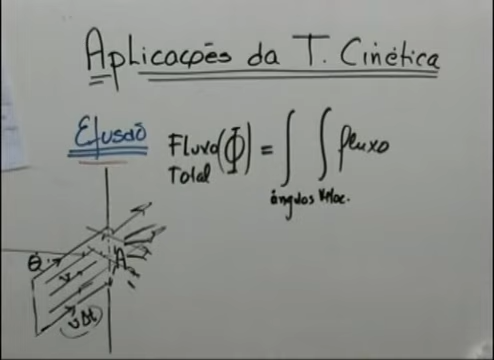 Aplicações da T. Cinética
Efusão
Fluxo (Φ) = ∫ ∫ fluxo
Total
ângulos Veloc.
θ
v
A
vΔt